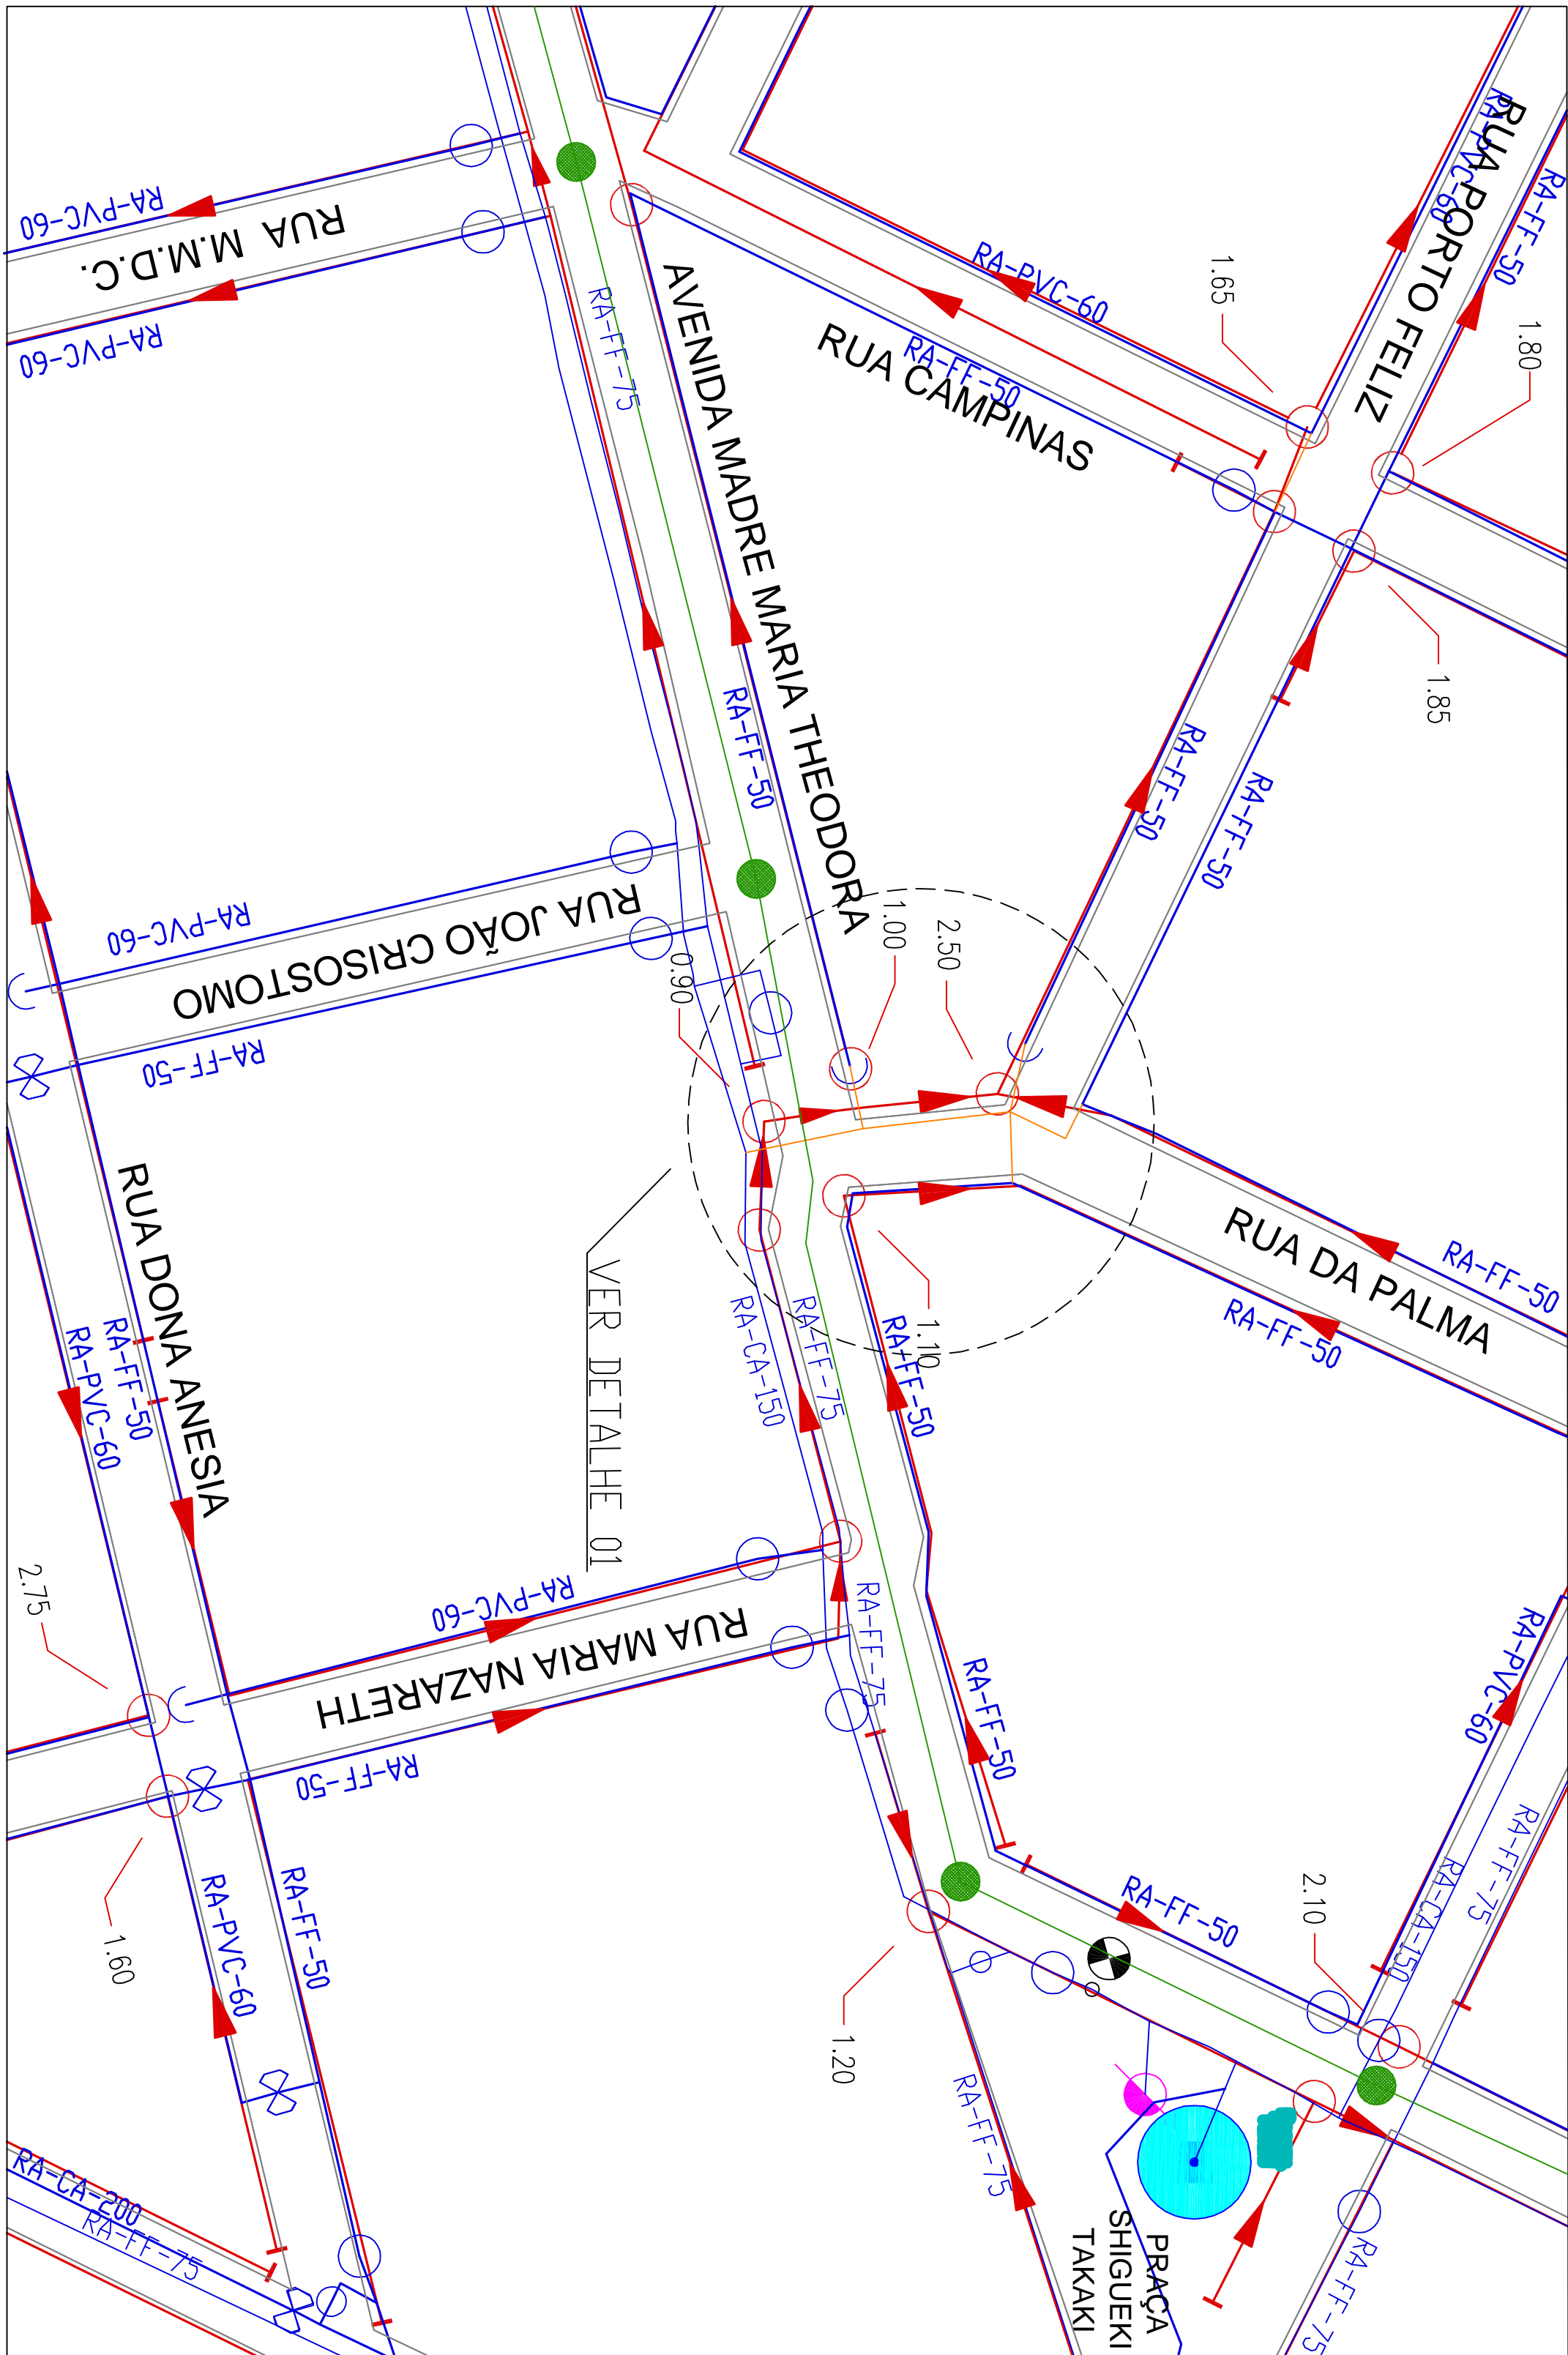 RUA PORTO FELIZ
RA-PVC-60
RA-FF-50
RA-PVC-60
RUA M.M.D.C.
RA-PVC-60
RA-FF-75
AVENIDA MADRE MARIA THEODORA
RA-PVC-60
RUA CAMPINAS
RA-FF-50
1.65
1.80
1.85
RA-FF-50
RA-FF-50
RA-FF-50
RA-PVC-60
RUA JOÃO CRISOSTOMO
RA-FF-50
0.90
1.00
2.50
RUA DA PALMA
RA-FF-50
RA-FF-50
RUA DONA ANESIA
RA-FF-50
RA-PVC-60
VER DETALHE 01
RA-CA-150
RA-FF-75
1.10
RA-FF-50
RA-PVC-60
RUA MARIA NAZARETH
RA-FF-50
RA-FF-75
RA-FF-50
2.75
1.60
RA-PVC-60
RA-FF-50
RA-FF-50
2.10
RA-PVC-60
RA-FF-75
RA-CA-150
1.20
RA-FF-75
RA-CA-200
RA-FF-75
PRAÇA
SHIGUEKI
TAKAKI
RA-FF-75